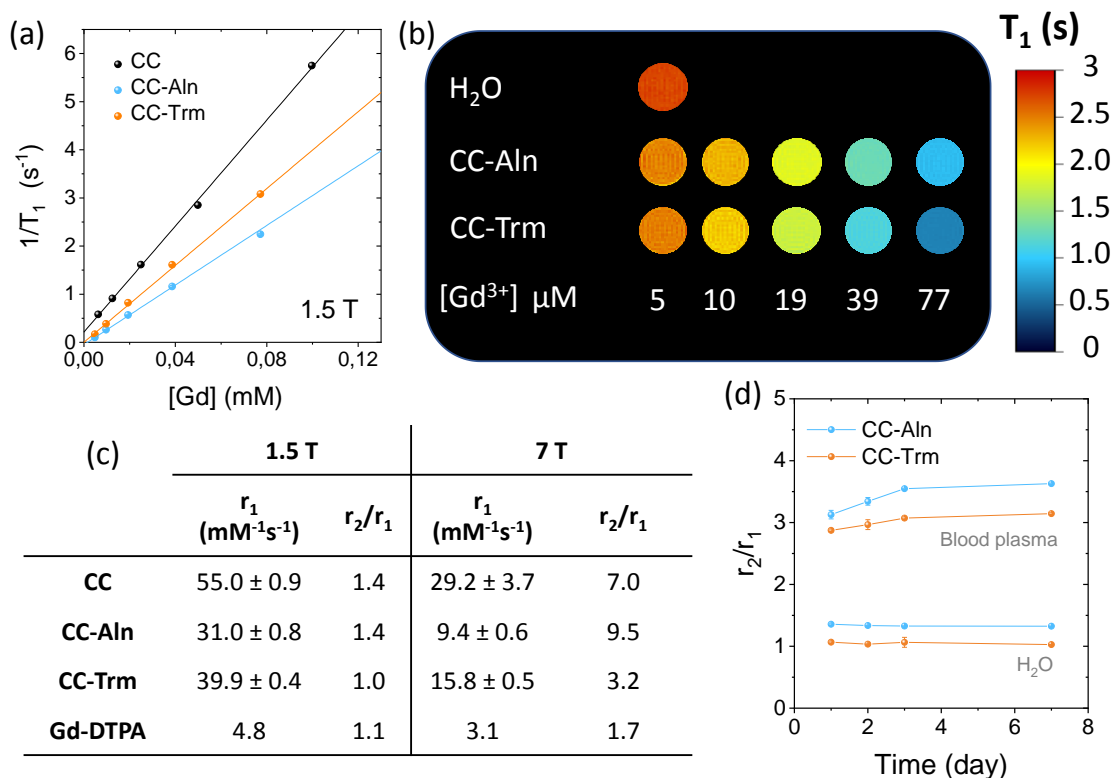 (a)
CC
CC-Aln
CC-Trm
6
5
4
3
2
1
0
1/T₁ (s⁻¹)
1.5 T
0,00 0,04 0,08 0,12
[Gd] (mM)
(b)
H₂O
CC-Aln
CC-Trm
[Gd³⁺] μM 5 10 19 39 77
T₁ (s)
3
2.5
2.0
1.5
1.0
0.5
0
(c)
1.5 T 7 T
r₁ (mM⁻¹s⁻¹) r₂/r₁ r₁ (mM⁻¹s⁻¹) r₂/r₁
CC 55.0 ± 0.9 1.4 29.2 ± 3.7 7.0
CC-Aln 31.0 ± 0.8 1.4 9.4 ± 0.6 9.5
CC-Trm 39.9 ± 0.4 1.0 15.8 ± 0.5 3.2
Gd-DTPA 4.8 1.1 3.1 1.7
(d)
CC-Aln
CC-Trm
5
4
3
2
1
0
r₂/r₁
Blood plasma
H₂O
0 2 4 6 8
Time (day)